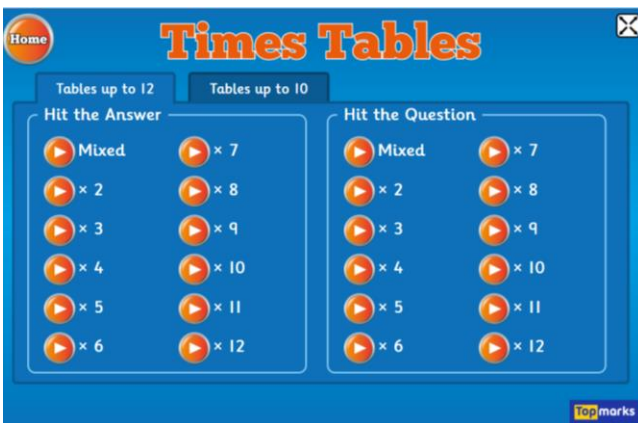 Home
Times Tables
Tables up to 12
Tables up to 10
Hit the Answer
Mixed
× 2
× 3
× 4
× 5
× 6
× 7
× 8
× 9
× 10
× 11
× 12
Hit the Question
Mixed
× 2
× 3
× 4
× 5
× 6
× 7
× 8
× 9
× 10
× 11
× 12
Topmarks